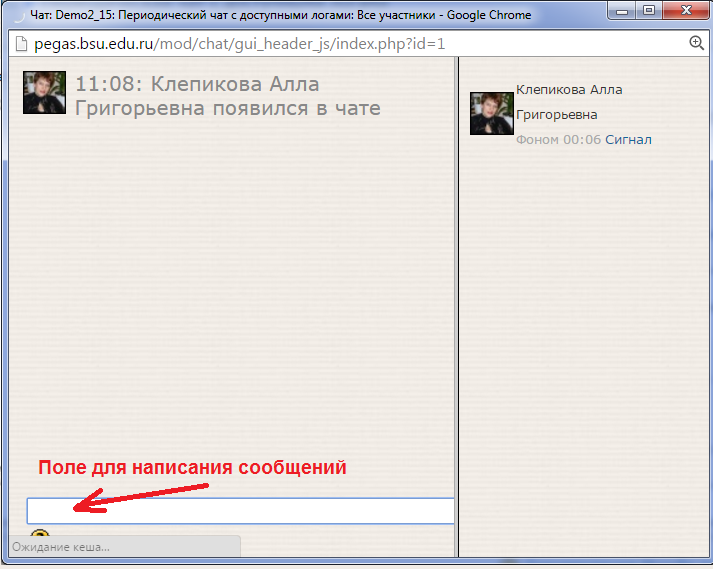 Чат: Demo2_15: Периодический чат с доступными логами: Все участники - Google Chrome
pegas.bsu.edu.ru/mod/chat/gui_header_js/index.php?id=1
11:08: Клепикова Алла
Григорьевна появился в чате
Клепикова Алла
Григорьевна
Фоном 00:06 Сигнал
Поле для написания сообщений
Ожидание кеша...